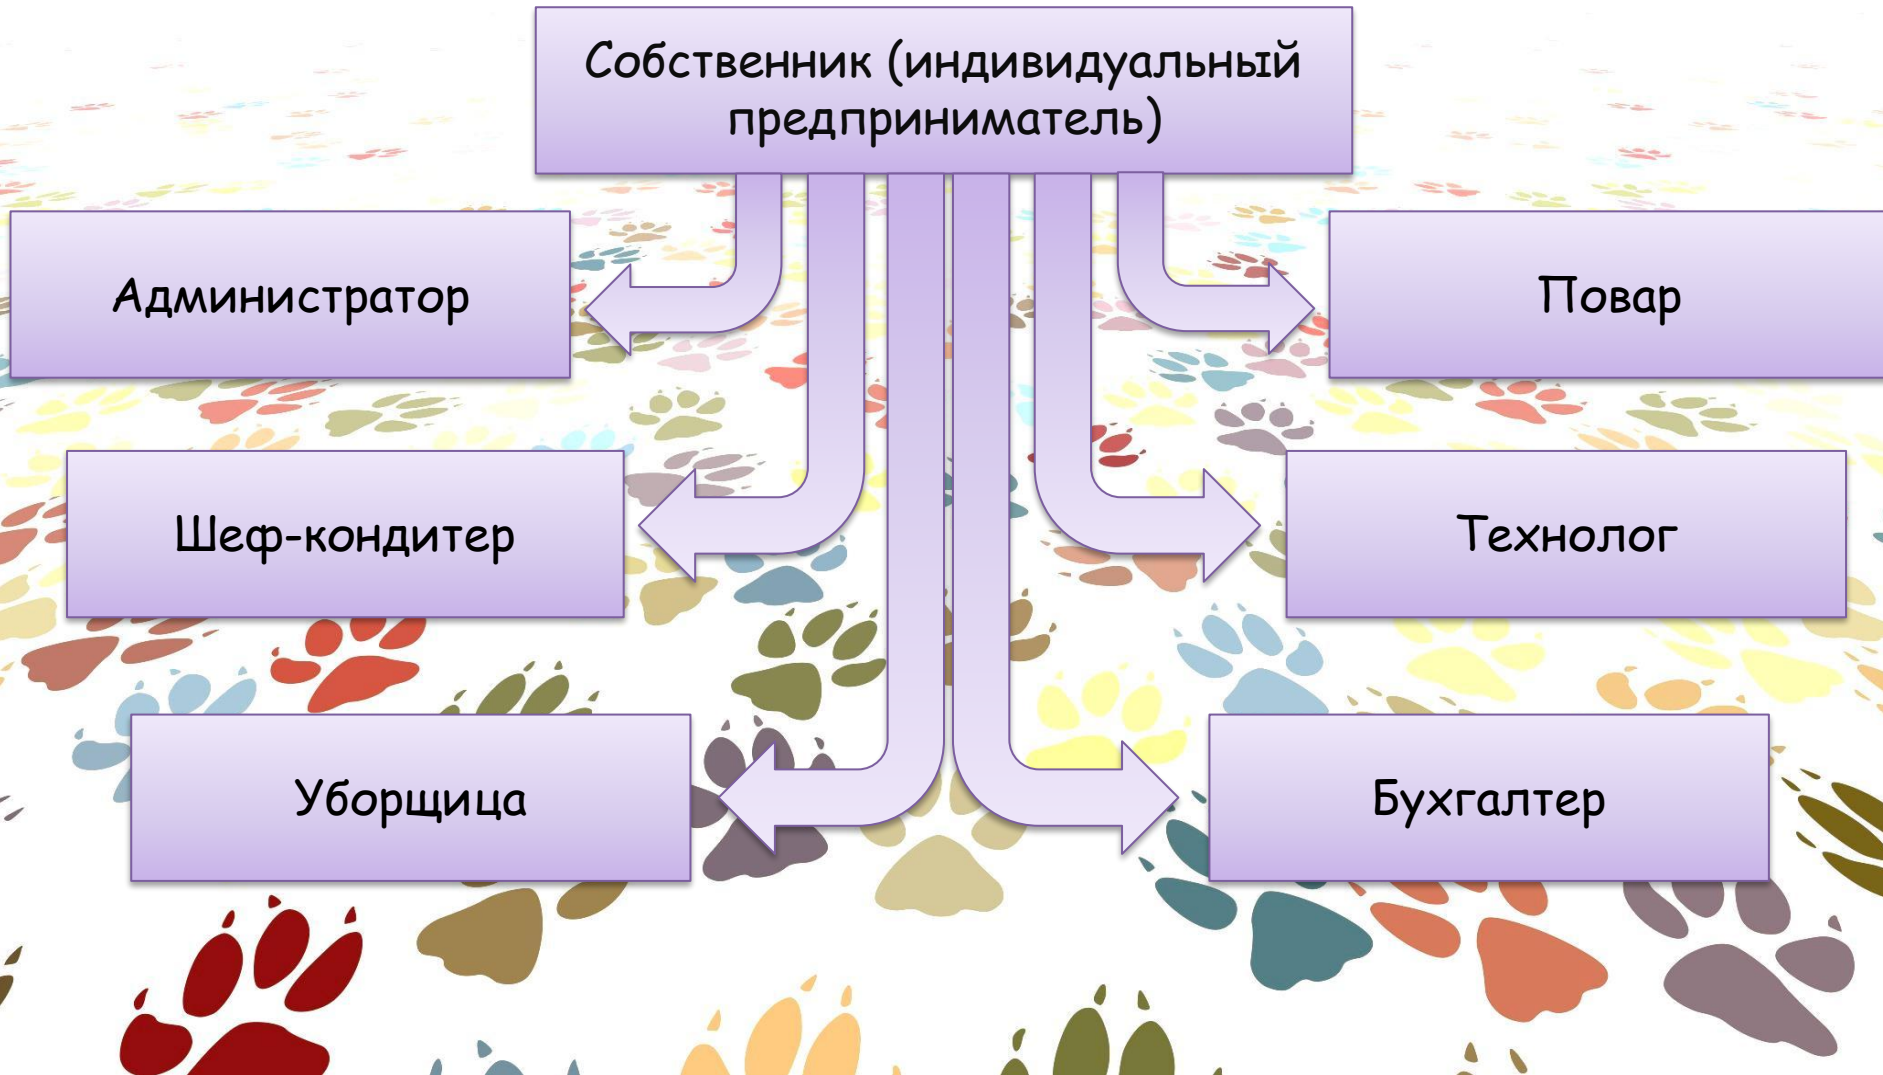 Собственник (индивидуальный
предприниматель)
Администратор
Повар
Шеф-кондитер
Технолог
Уборщица
Бухгалтер